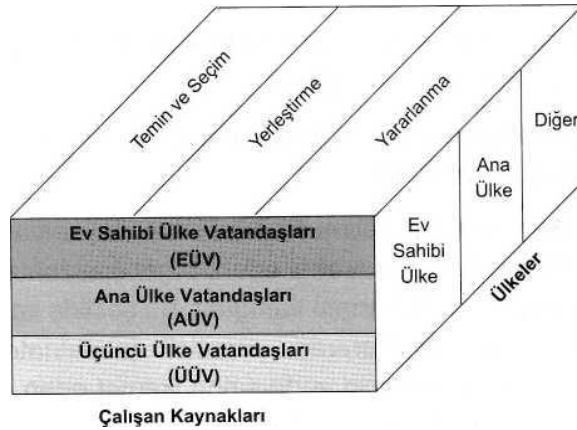 Temin ve Seçim
Yerleştirme
Yararlanma
Diğer
Ana
Ülke
Ev
Sahibi
Ülke
Ülkeler
Ev Sahibi Ülke Vatandaşları
(EÜV)
Ana Ülke Vatandaşları
(AÜV)
Üçüncü Ülke Vatandaşları
(ÜÜV)
Çalışan Kaynakları